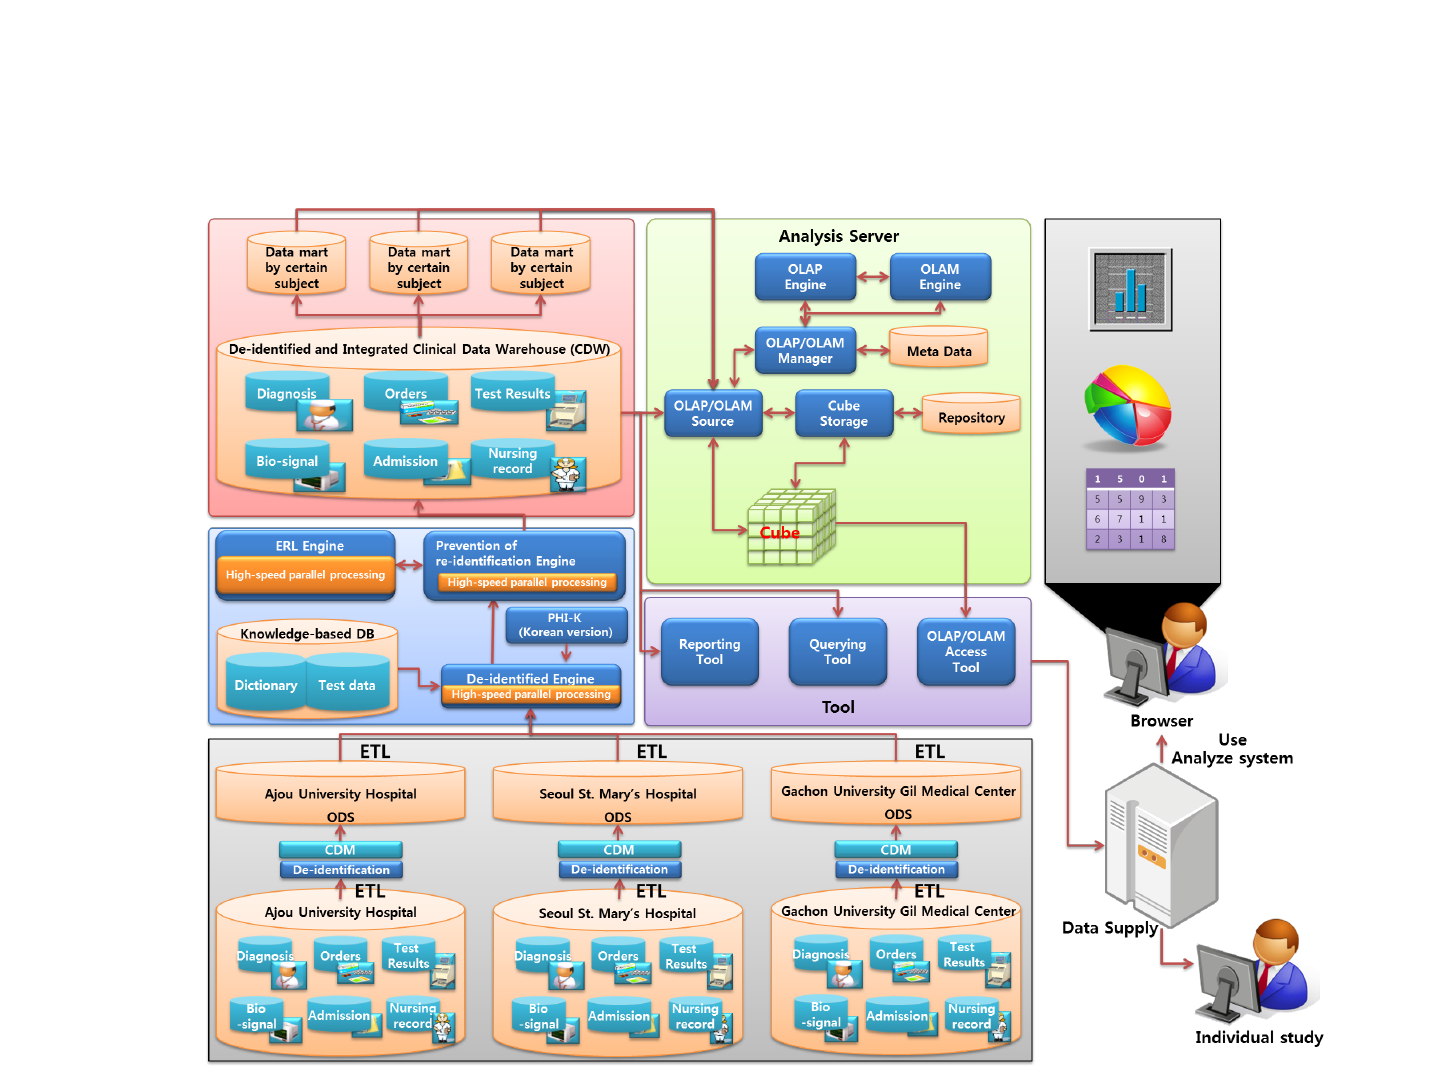 Data mart
by certain
subject
Data mart
by certain
subject
Data mart
by certain
subject
De-identified and Integrated Clinical Data Warehouse (CDW)
Diagnosis
Orders
Test Results
Bio-signal
Admission
Nursing
record
Analysis Server
OLAP
Engine
OLAM
Engine
OLAP/OLAM
Manager
Meta Data
OLAP/OLAM
Source
Cube
Storage
Repository
Cube
1 5 0 1
5 5 9 3
6 7 1 1
2 3 1 8
ERL Engine
High-speed parallel processing
Prevention of
re-identification Engine
High-speed parallel processing
PHI-K
(Korean version)
Knowledge-based DB
Dictionary
Test data
De-identified Engine
High-speed parallel processing
Reporting
Tool
Querying
Tool
OLAP/OLAM
Access
Tool
Tool
Browser
Use
Analyze system
Data Supply
Individual study
ETL
ETL
ETL
Ajou University Hospital
ODS
Seoul St. Mary's Hospital
ODS
Gachon University Gil Medical Center
ODS
CDM
De-identification
CDM
De-identification
CDM
De-identification
ETL
ETL
ETL
Ajou University Hospital
Diagnosis
Orders
Test
Results
Bio
-signal
Admission
Nursing
record
Seoul St. Mary's Hospital
Diagnosis
Orders
Test
Results
Bio
-signal
Admission
Nursing
record
Gachon University Gil Medical Center
Diagnosis
Orders
Test
Results
Bio
-signal
Admission
Nursing
record